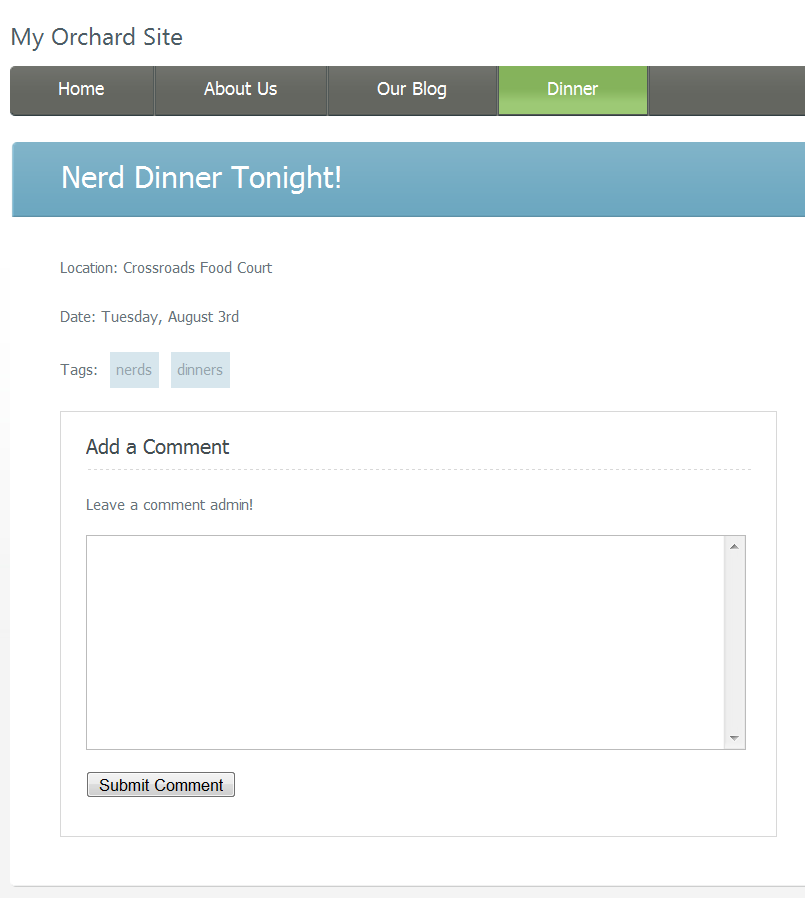 My Orchard Site
Home About Us Our Blog Dinner
Nerd Dinner Tonight!
Location: Crossroads Food Court
Date: Tuesday, August 3rd
Tags: nerds dinners
Add a Comment
Leave a comment admin!
Submit Comment